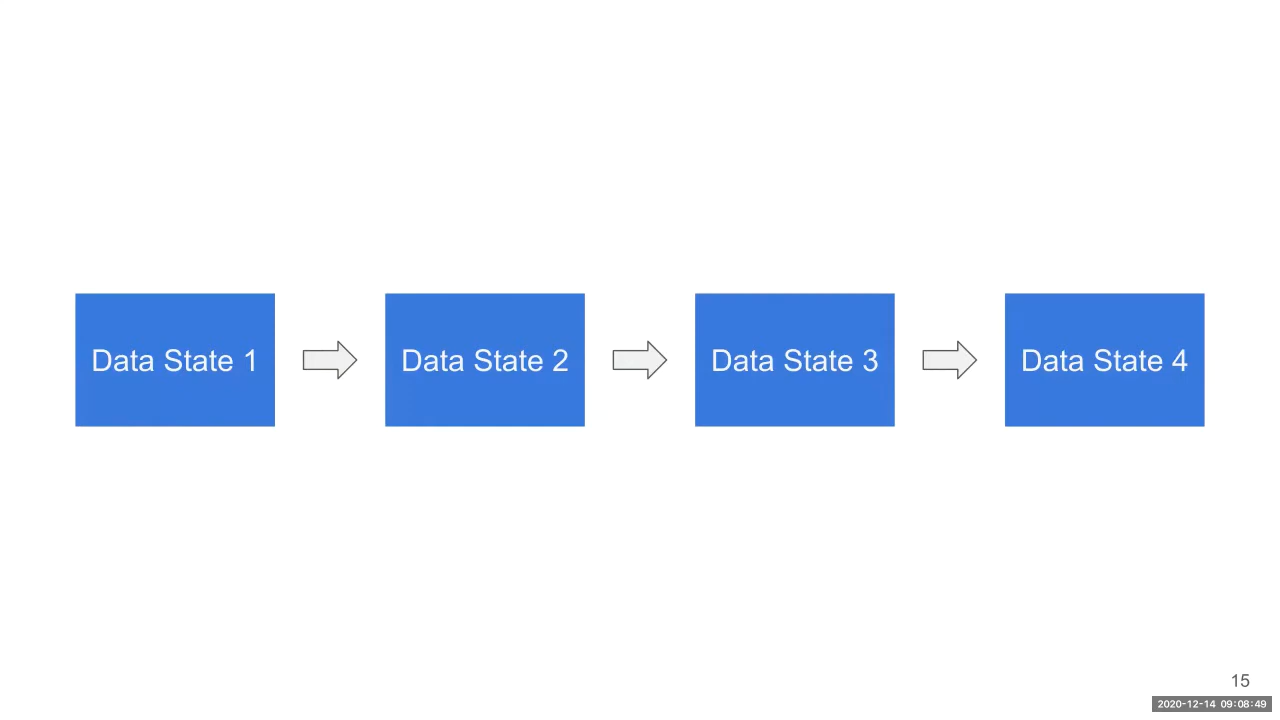 Data State 1
Data State 2
Data State 3
Data State 4
15
2020-12-14 09:08:49